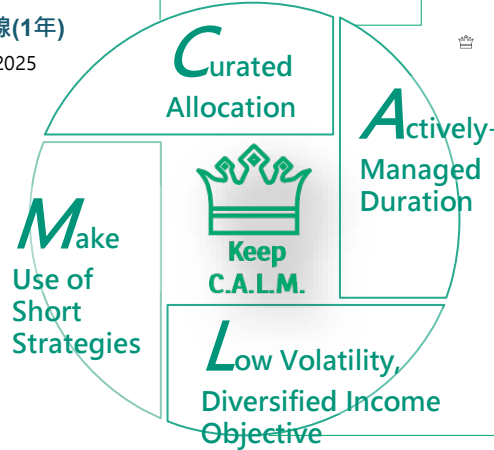 線(1年)
2025
Curated
Allocation
Actively-
Managed
Duration
Keep
C.A.L.M.
Make
Use of
Short
Strategies
Low Volatility,
Diversified Income
Objective